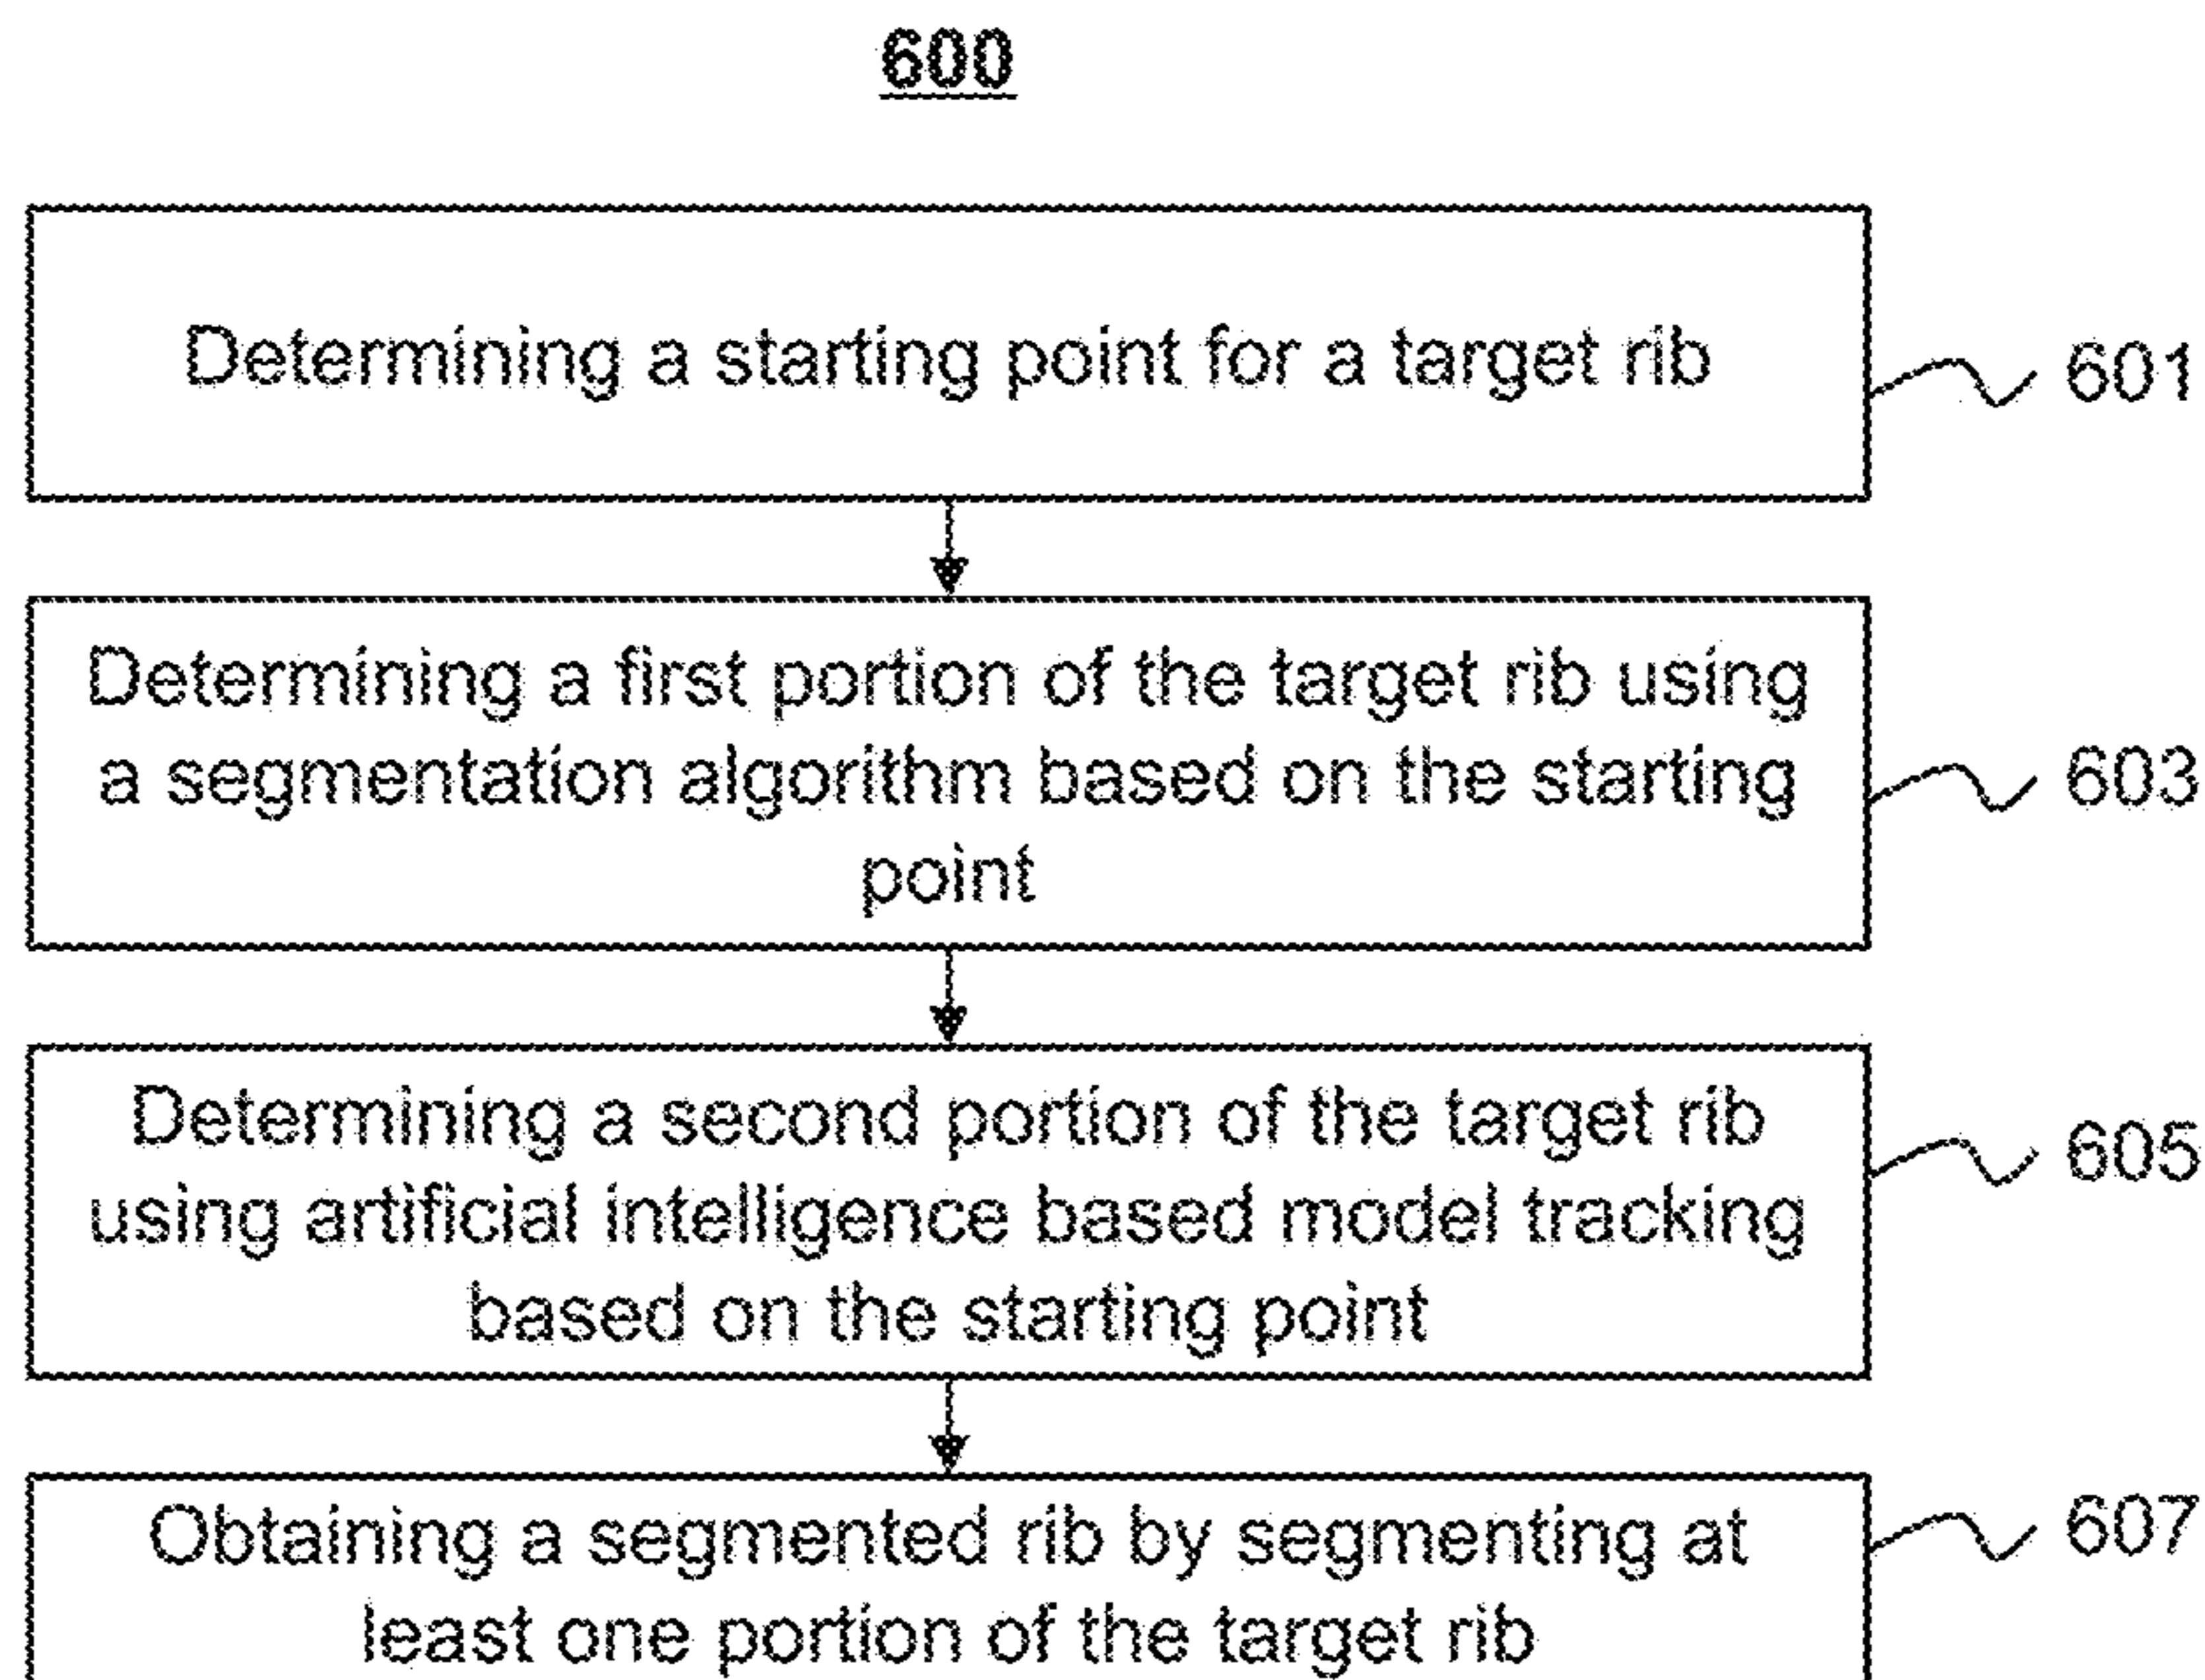 600
Determining a starting point for a target rib
601
Determining a first portion of the target rib using
a segmentation algorithm based on the starting
point
603
Determining a second portion of the target rib
using artificial intelligence based model tracking
based on the starting point
605
Obtaining a segmented rib by segmenting at
least one portion of the target rib
607